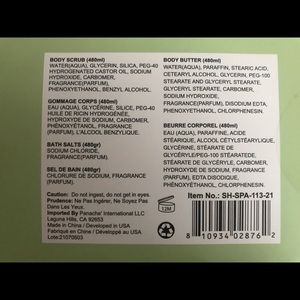 BODY SCRUB (480ml)
WATER(AQUA), GLYCERIN, SILICA, PEG-40
HYDROGENATED CASTOR OIL, SODIUM
HYDROXIDE, CARBOMER,
FRAGRANCE(PARFUM),
PHENOXYETHANOL, BENZYL ALCOHOL.
GOMMAGE CORPS (480ml)
EAU (AQUA), GLYCÉRINE, SILICE, PEG-40
HUILE DE RICIN HYDROGÉNÉE,
HYDROXYDE DE SODIUM, CARBOMER,
PHÉNOXYÉTHANOL, FRAGRANCE
(PARFUM), L'ALCOOL BENZYLIQUE.
BATH SALTS (480gr)
SODIUM CHLORIDE,
FRAGRANCE(PARFUM).
SEL DE BAIN (480gr)
CHLORURE DE SODIUM, FRAGRANCE
(PARFUM).
BODY BUTTER (480ml)
WATER(AQUA), PARAFFIN, STEARIC ACID,
CETEARYL ALCOHOL, GLYCERIN, PEG-100
STEARATE AND GLYCERYL STEARATE,
GLYCERYL STEARATE, CARBOMER,
SODIUM HYDROXIDE,
FRAGRANCE(PARFUM), DISODIUM EDTA,
PHENOXYETHANOL, CHLORPHENESIN.
BEURRE CORPOREL (480ml)
EAU (AQUA), PARAFFINE, ACIDE
STÉARIQUE, ALCOOL CÉTYLSTÉARYLIQUE,
GLYCÉRINE, STÉARATE DE
GLYCÉRYLE/PEG-100 STÉARATE,
STÉARATE DE GLYCÉRYLE, CARBOMER,
HYDROXYDE DE SODIUM, FRAGRANCE
(PARFUM), EDTA DISODIQUE,
PHÉNOXYÉTHANOL, CHLORPHENESIN.
Caution: Do not ingest, do not get in eyes.
Prudence: Ne Pas Ingérer, Ne Soyez Pas
Dans Les Yeux.
Imported By Panache' International LLC
Laguna Hills, CA 92653
Made in China / Developed in USA
Fabriqué en Chine / Développé aux USA
Lote:21070603
12M
Item No.: SH-SPA-113-21
8 10934 02876 2